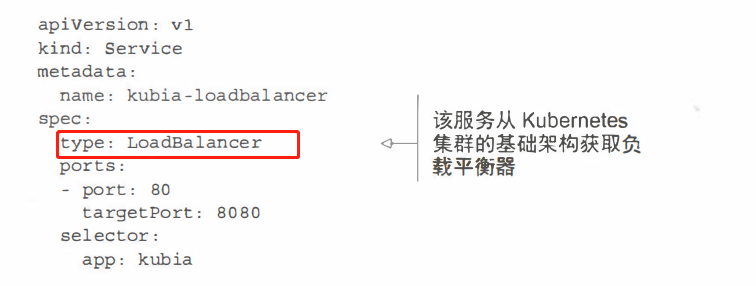 apiVersion: v1
kind: Service
metadata:
  name: kubia-loadbalancer
spec:
  type: LoadBalancer
  ports:
  - port: 80
    targetPort: 8080
  selector:
    app: kubia
该服务从 Kubernetes
集群的基础架构获取负
载平衡器